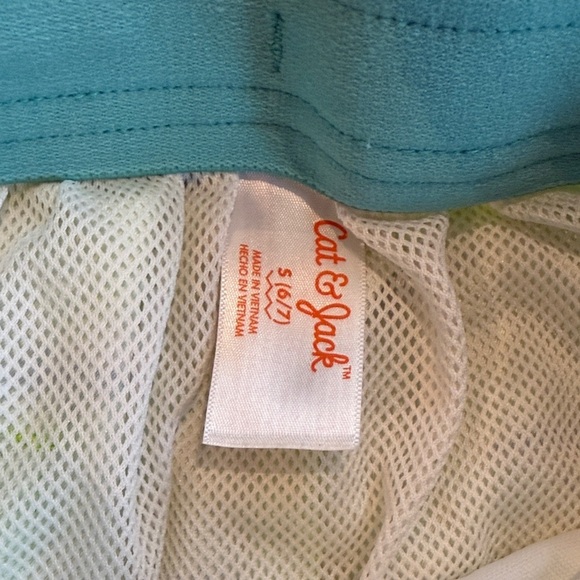 Cat & Jack™
S (6/7)
MADE IN VIETNAM
HECHO EN VIETNAM